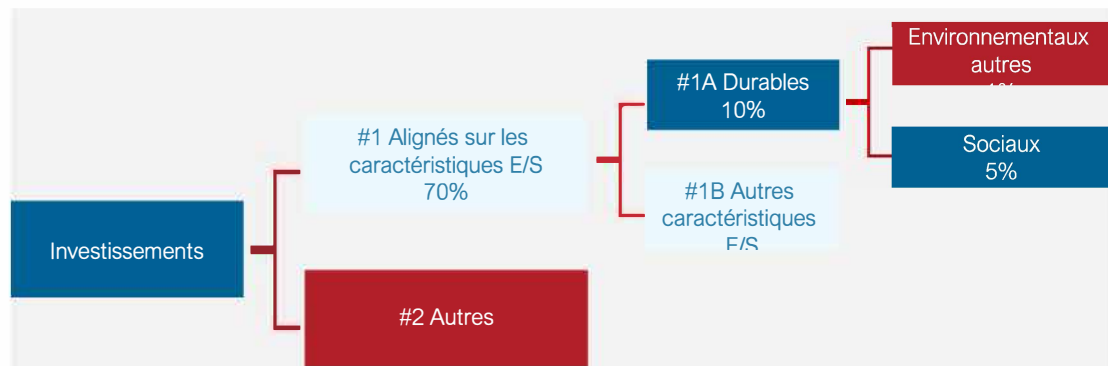 Environnementaux
autres
#1A Durables
10%
#1 Alignés sur les
caractéristiques E/S
70%
Sociaux
5%
#1B Autres
caractéristiques
E/S
Investissements
#2 Autres